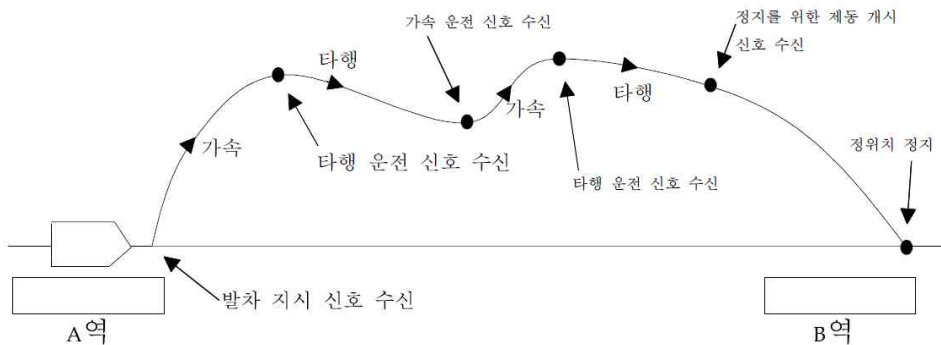 가속 운전 신호 수신
정지를 위한 제동 개시
신호 수신
타행
가속
타행
가속
타행 운전 신호 수신
타행 운전 신호 수신
정위치 정지
발차 지시 신호 수신
A역
B역